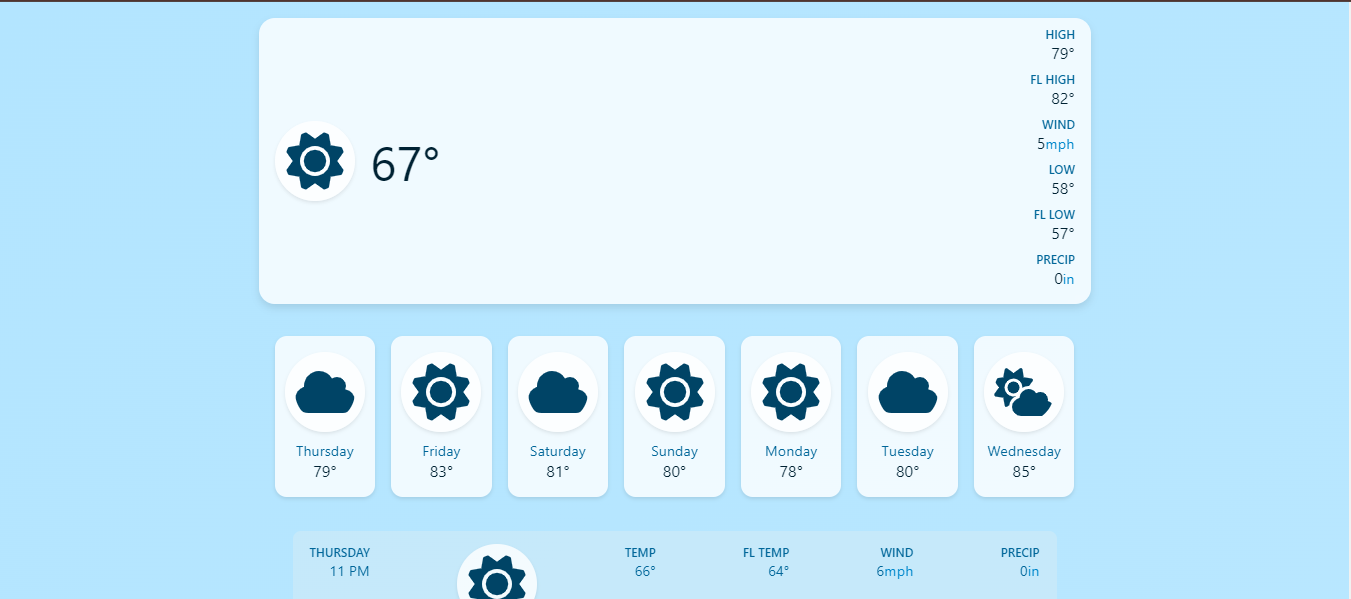 67°
HIGH
79°
FL HIGH
82°
WIND
5mph
LOW
58°
FL LOW
57°
PRECIP
0in
Thursday
79°
Friday
83°
Saturday
81°
Sunday
80°
Monday
78°
Tuesday
80°
Wednesday
85°
THURSDAY
11 PM
TEMP
66°
FL TEMP
64°
WIND
6mph
PRECIP
0in